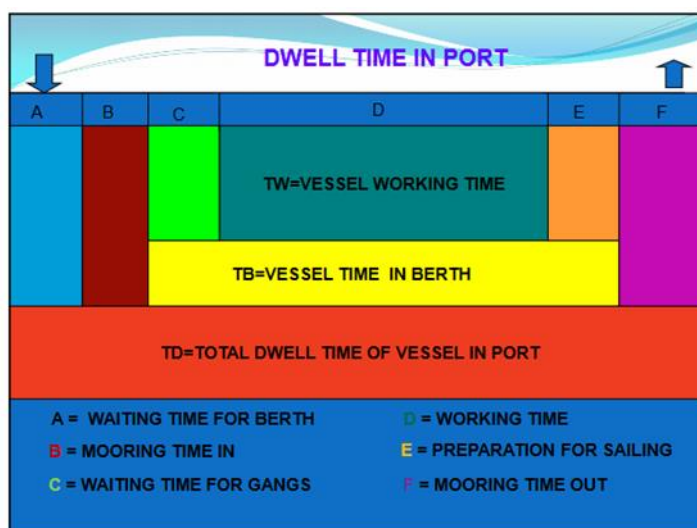 DWELL TIME IN PORT
A B C D E F
TW=VESSEL WORKING TIME
TB=VESSEL TIME IN BERTH
TD=TOTAL DWELL TIME OF VESSEL IN PORT
A = WAITING TIME FOR BERTH
D = WORKING TIME
B = MOORING TIME IN
E = PREPARATION FOR SAILING
C = WAITING TIME FOR GANGS
F = MOORING TIME OUT